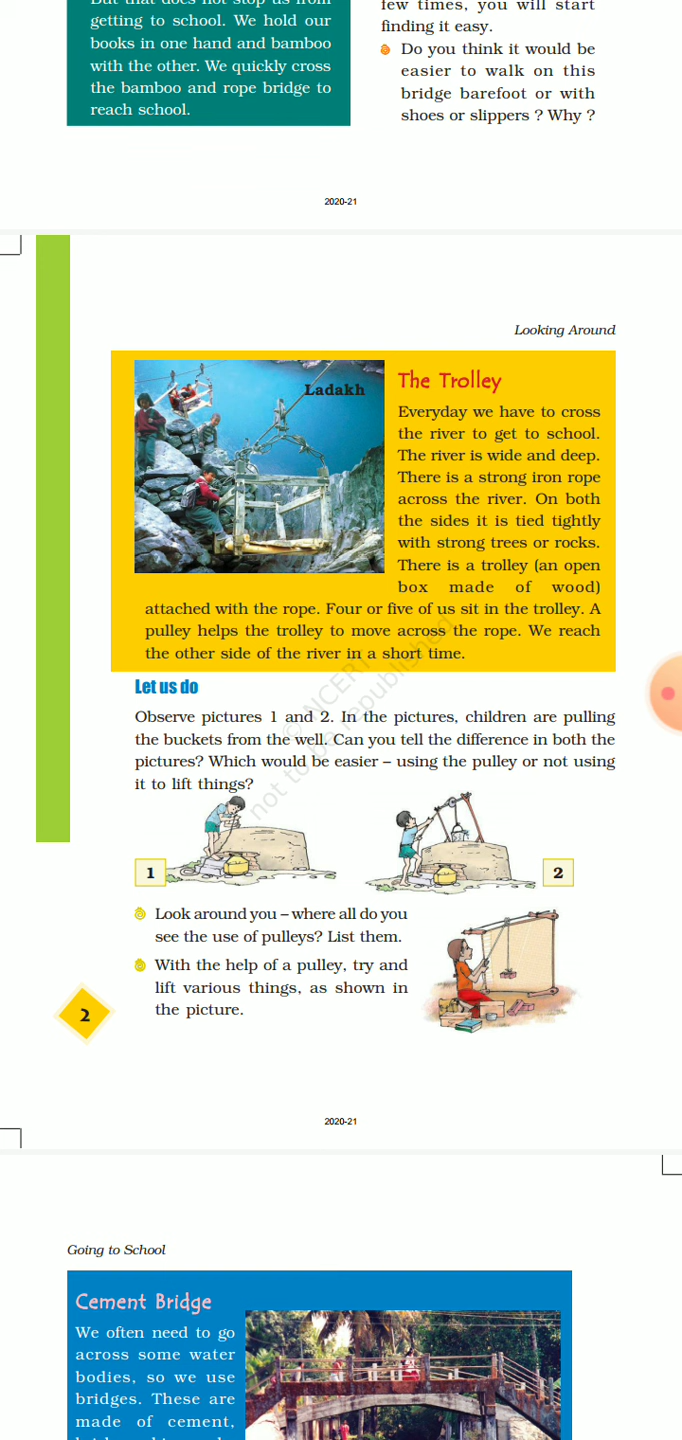 getting to school. We hold our
books in one hand and bamboo
with the other. We quickly cross
the bamboo and rope bridge to
reach school.
few times, you will start
finding it easy.
Do you think it would be
easier to walk on this
bridge barefoot or with
shoes or slippers ? Why ?
2020-21
Looking Around
Ladakh
The Trolley
Everyday we have to cross
the river to get to school.
The river is wide and deep.
There is a strong iron rope
across the river. On both
the sides it is tied tightly
with strong trees or rocks.
There is a trolley (an open
box made of wood)
attached with the rope. Four or five of us sit in the trolley. A
pulley helps the trolley to move across the rope. We reach
the other side of the river in a short time.
Let us do
Observe pictures 1 and 2. In the pictures, children are pulling
the buckets from the well. Can you tell the difference in both the
pictures? Which would be easier – using the pulley or not using
it to lift things?
© NCERT
not to be republished
1
2
Look around you – where all do you
see the use of pulleys? List them.
With the help of a pulley, try and
lift various things, as shown in
the picture.
2
2020-21
Going to School
Cement Bridge
We often need to go
across some water
bodies, so we use
bridges. These are
made of cement,